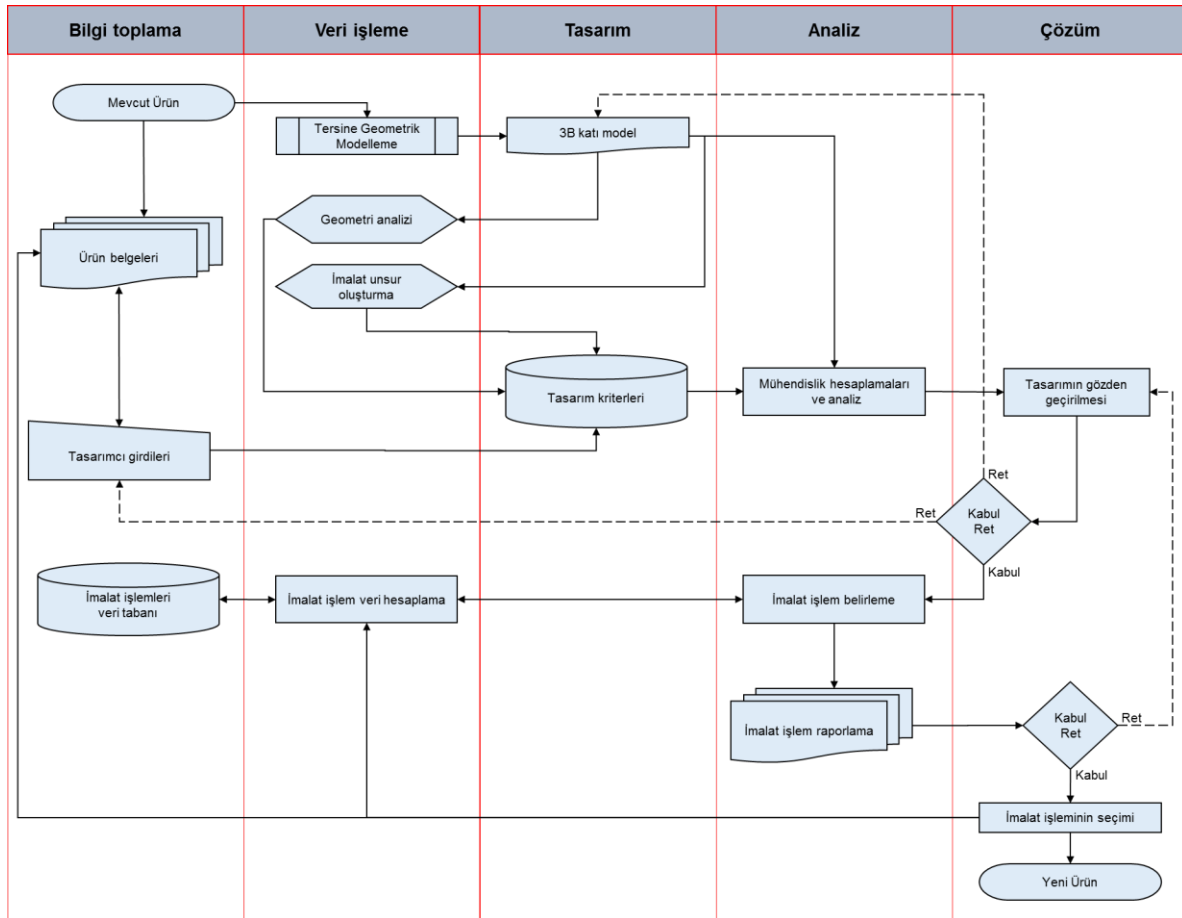 Bilgi toplama
Veri işleme
Tasarım
Analiz
Çözüm
Mevcut Ürün
Tersine Geometrik
Modelleme
3B katı model
Ürün belgeleri
Geometri analizi
İmalat unsur
oluşturma
Tasarım kriterleri
Mühendislik hesaplamaları
ve analiz
Tasarımın gözden
geçirilmesi
Tasarımcı girdileri
Ret
Ret
Kabul
Ret
Kabul
İmalat işlemleri
veri tabanı
İmalat işlem veri hesaplama
İmalat işlem belirleme
İmalat işlem raporlama
Kabul
Ret
Ret
Kabul
İmalat işleminin seçimi
Yeni Ürün